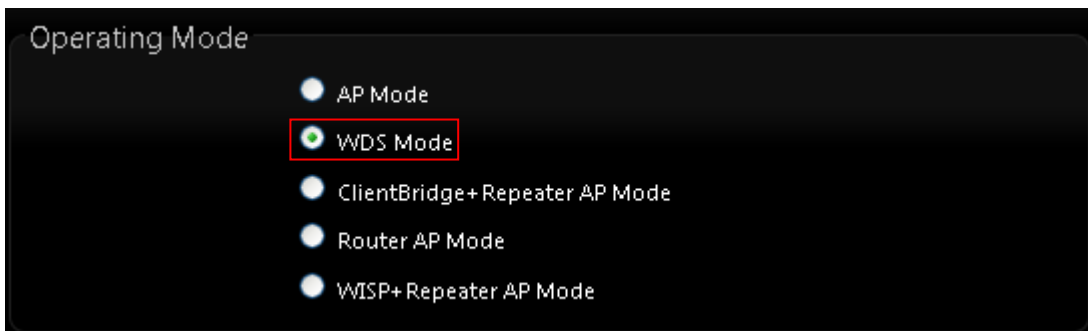 Operating Mode
AP Mode
WDS Mode
ClientBridge+Repeater AP Mode
Router AP Mode
WISP+Repeater AP Mode